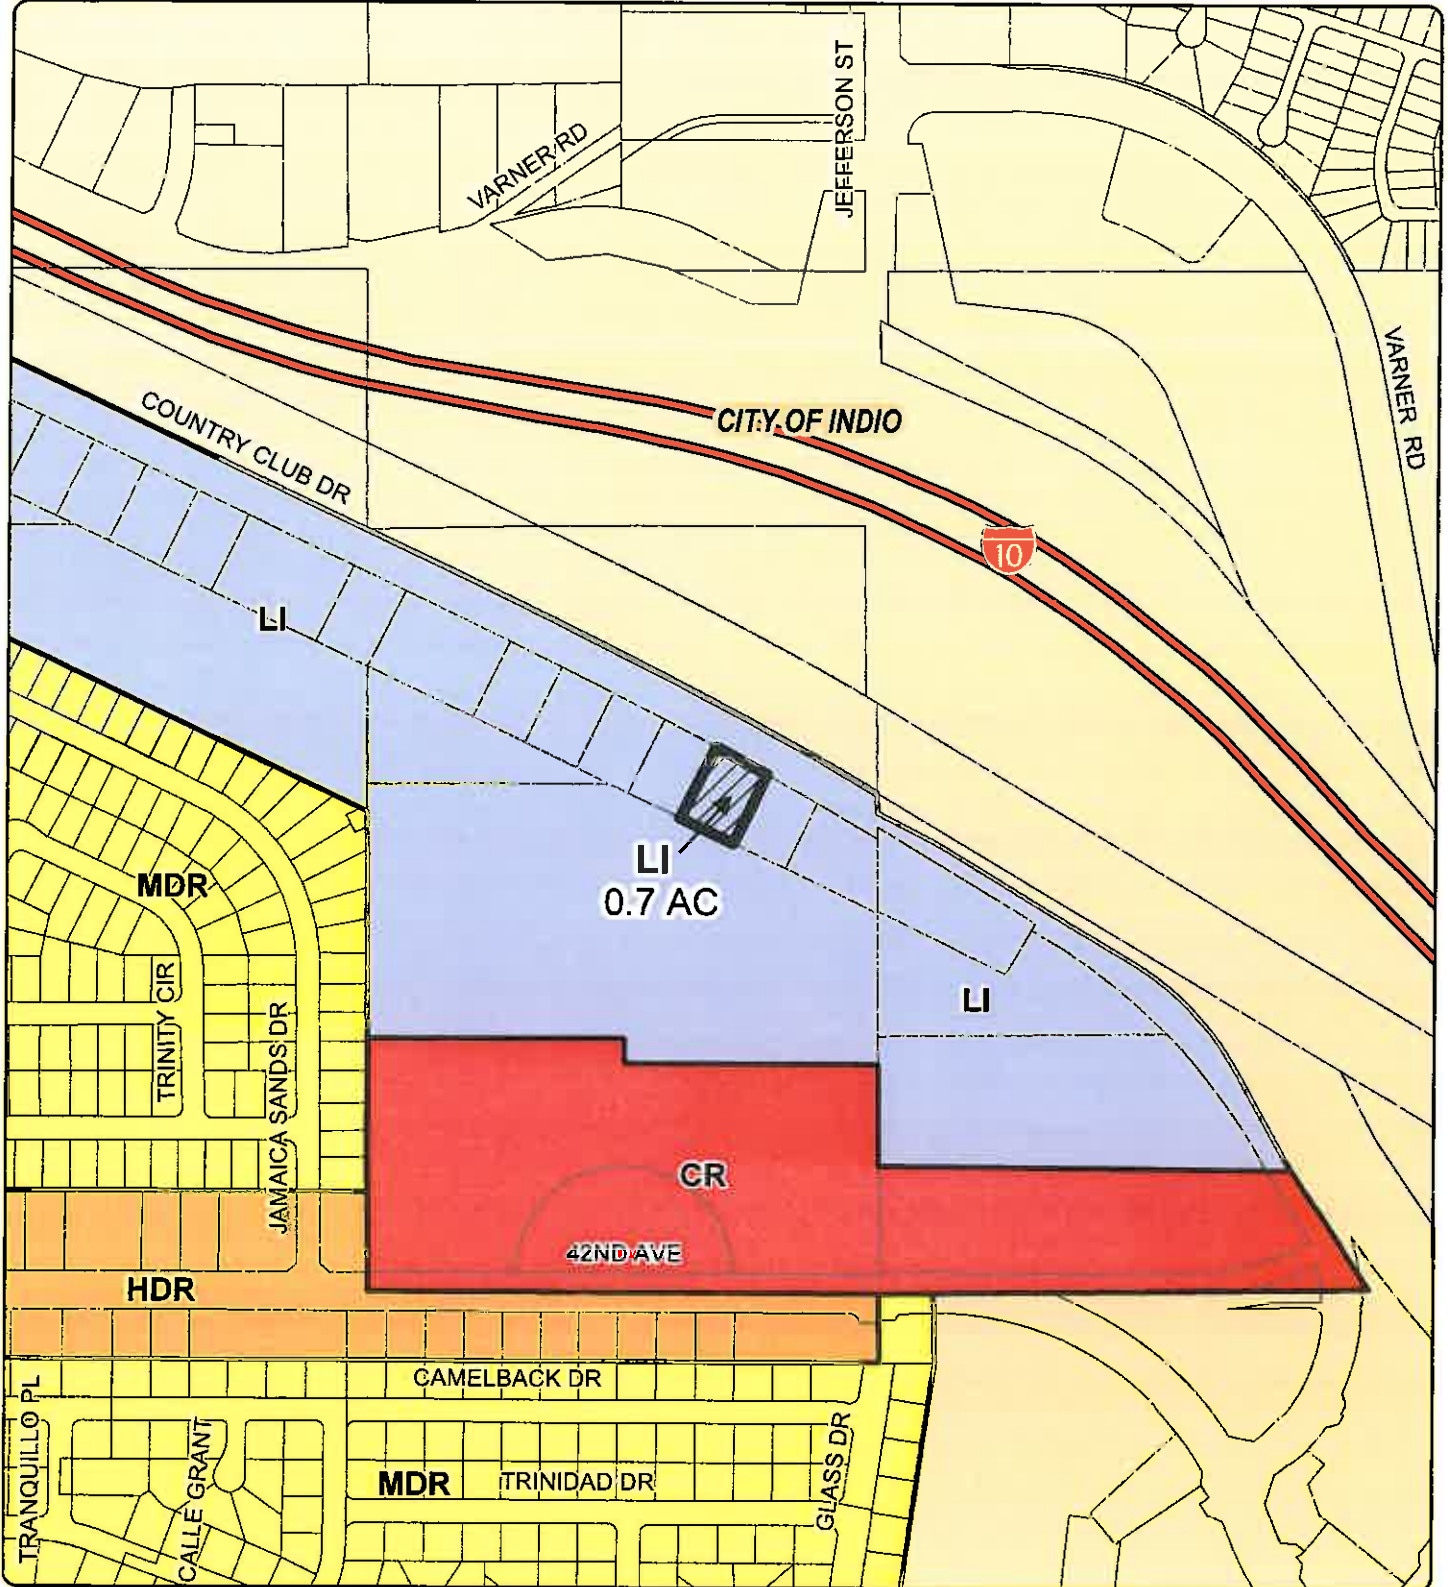 JEFFERSON ST
VARNER RD
VARNER RD
CITY OF INDIO
COUNTRY CLUB DR
10
LI
LI
0.7 AC
MDR
TRINITY CIR
JAMAICA SANDS DR
LI
CR
42ND AVE
HDR
CAMELBACK DR
TRANQUILLO PL
CALLE GRANT
MDR
TRINIDAD DR
GLASS DR